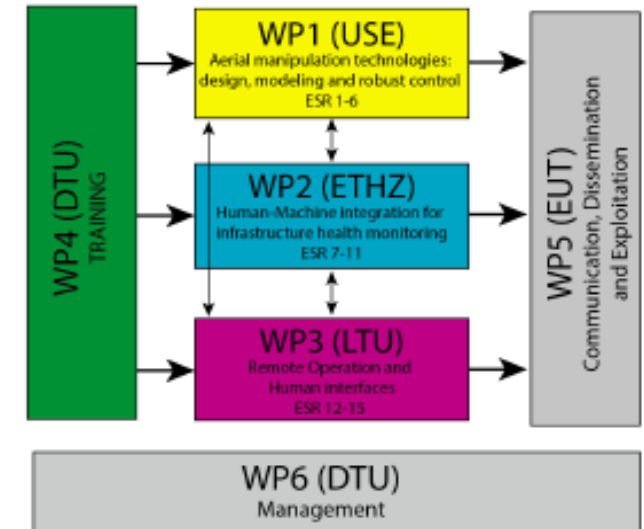 WP4 (DTU)
TRAINING
WP1 (USE)
Aerial manipulation technologies:
design, modeling and robust control
ESR 1-6
WP2 (ETHZ)
Human-Machine integration for
infrastructure health monitoring
ESR 7-11
WP3 (LTU)
Remote Operation and
Human interfaces
ESR 12-15
WP5 (EUT)
Communication, Dissemination
and Exploitation
WP6 (DTU)
Management